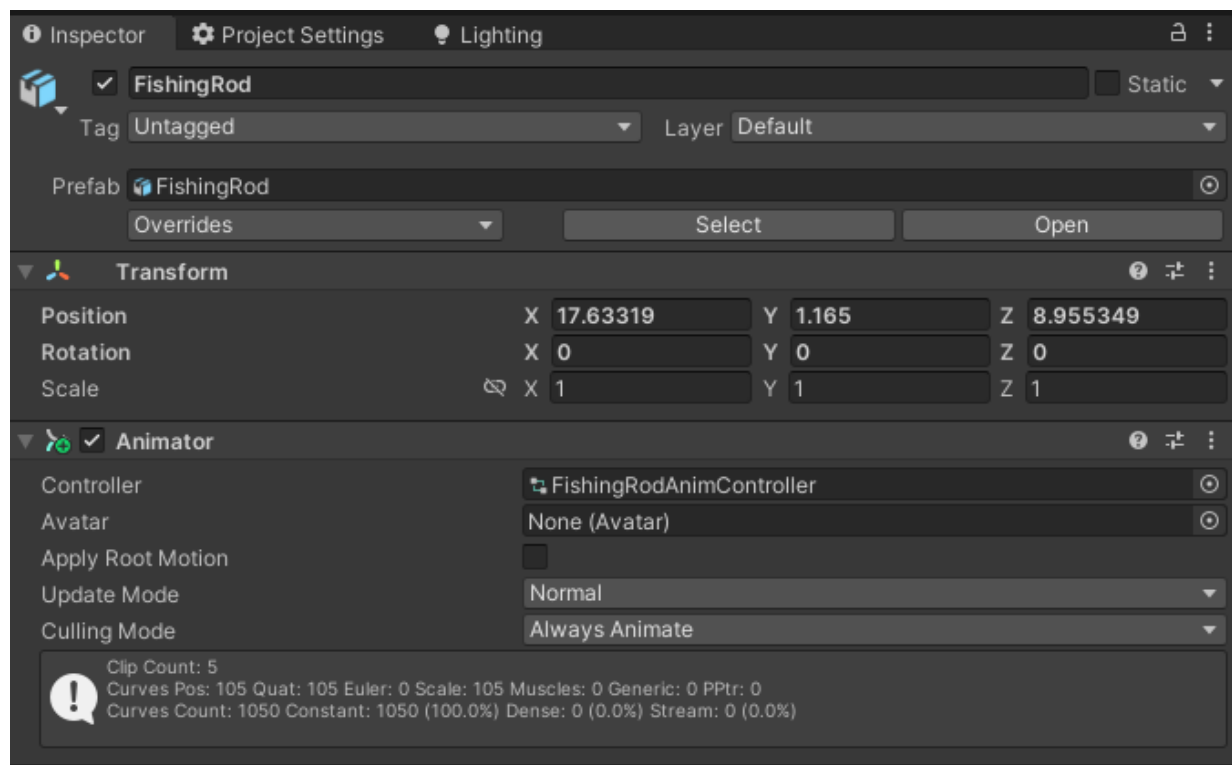 Inspector Project Settings Lighting
FishingRod Static
Tag Untagged Layer Default
Prefab FishingRod
Overrides Select Open
Transform
Position X 17.63319 Y 1.165 Z 8.955349
Rotation X 0 Y 0 Z 0
Scale X 1 Y 1 Z 1
Animator
Controller FishingRodAnimController
Avatar None (Avatar)
Apply Root Motion
Update Mode Normal
Culling Mode Always Animate
Clip Count: 5
Curves Pos: 105 Quat: 105 Euler: 0 Scale: 105 Muscles: 0 Generic: 0 PPtr: 0
Curves Count: 1050 Constant: 1050 (100.0%) Dense: 0 (0.0%) Stream: 0 (0.0%)